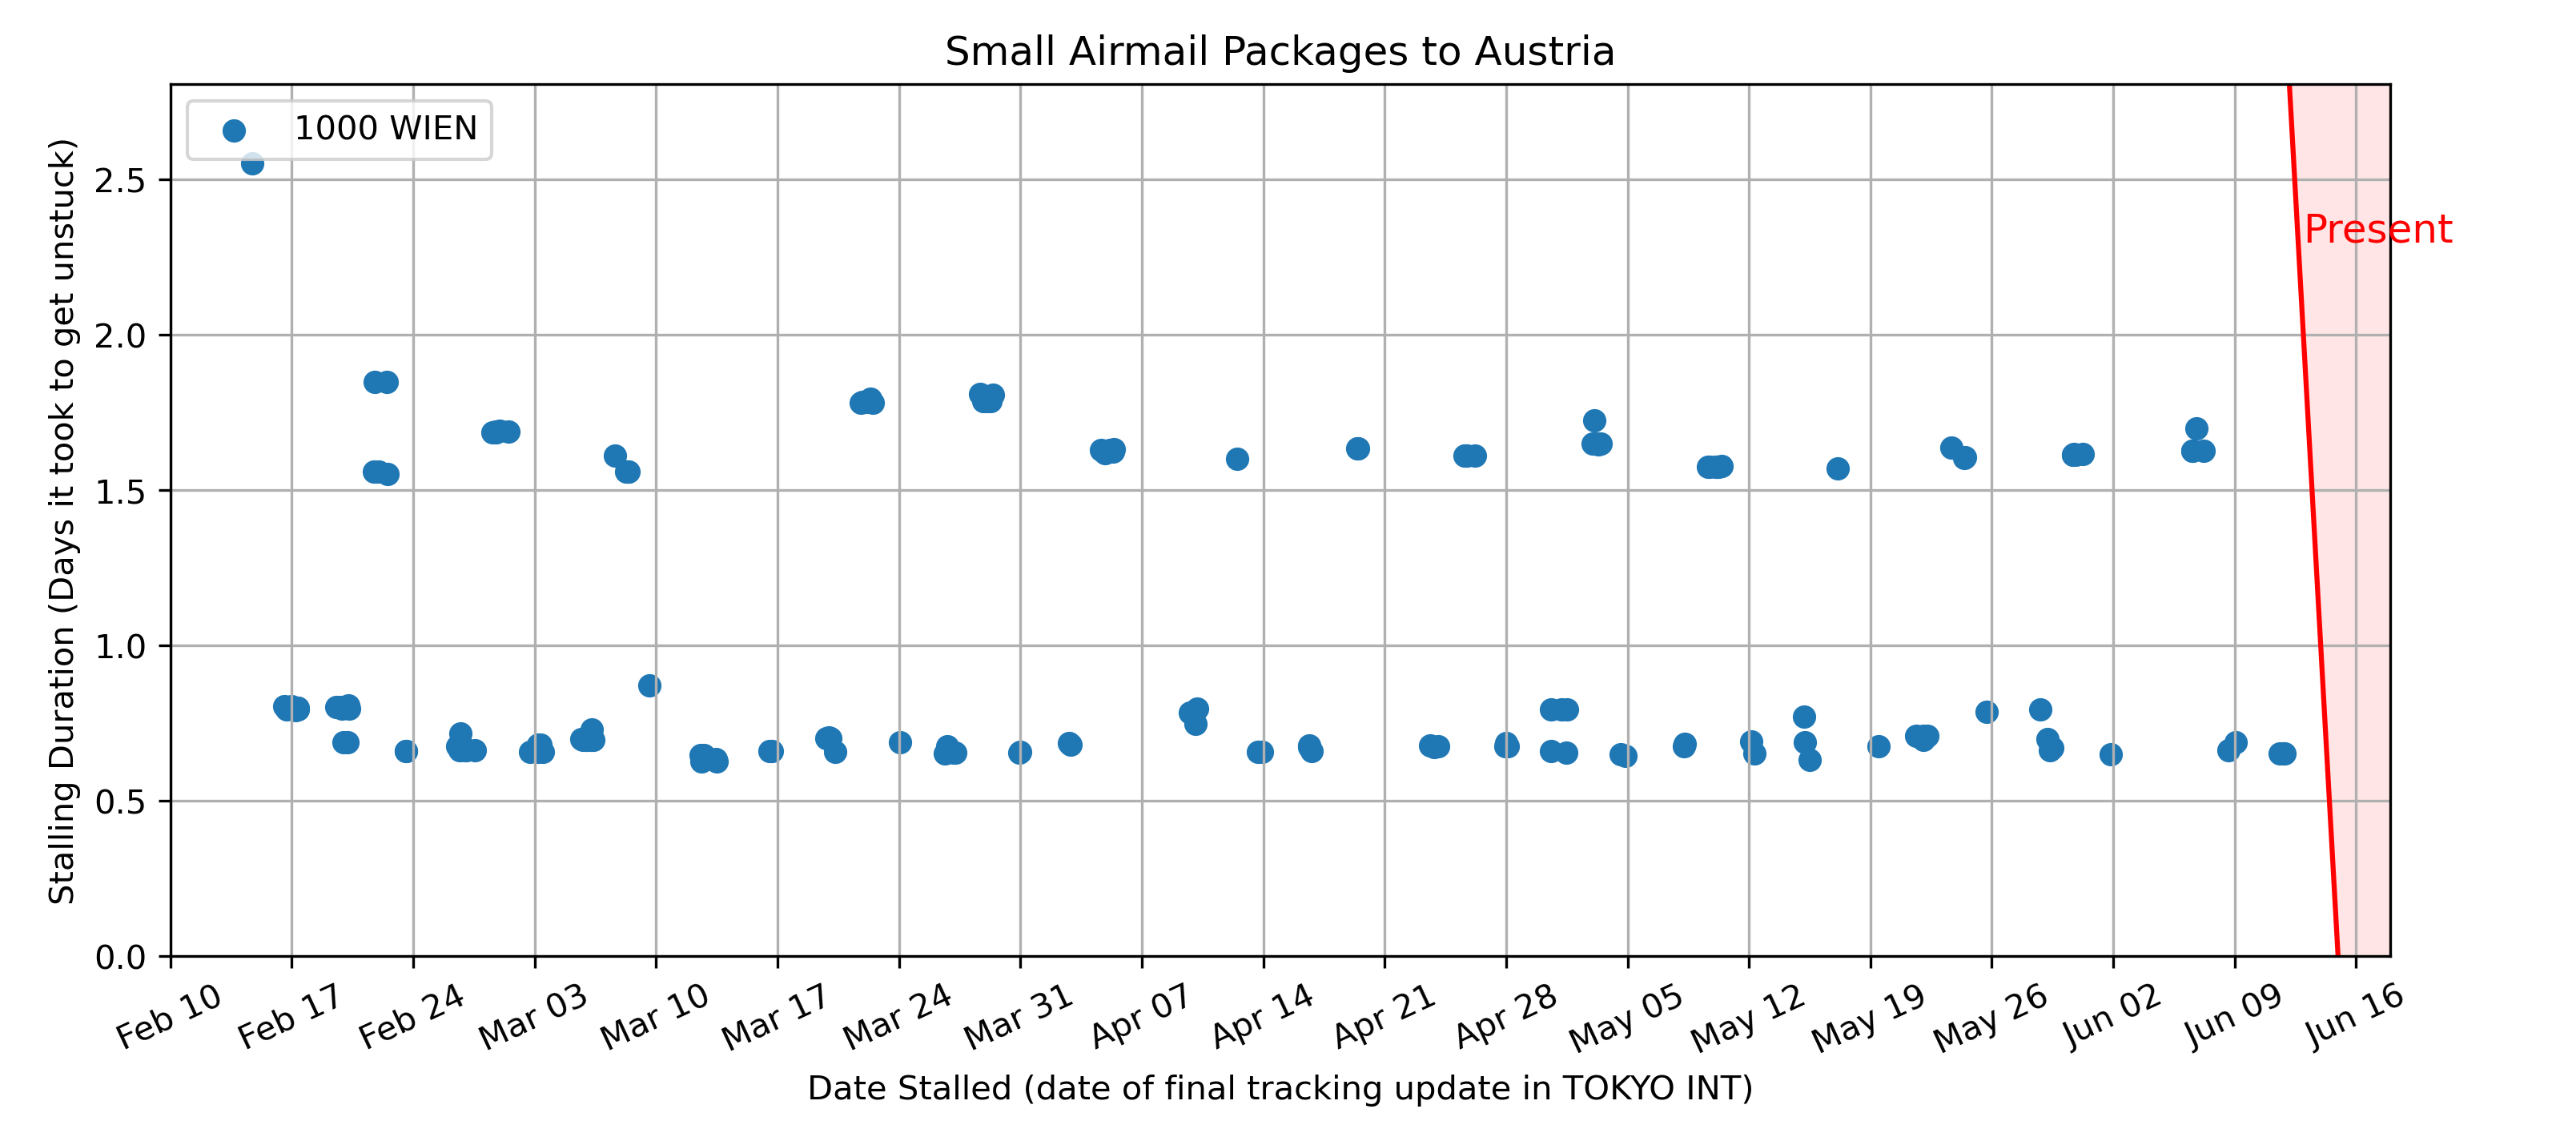 Small Airmail Packages to Austria
1000 WIEN
Present
Stalling Duration (Days it took to get unstuck)
2.5
2.0
1.5
1.0
0.5
0.0
Feb 10
Feb 17
Feb 24
Mar 03
Mar 10
Mar 17
Mar 24
Mar 31
Apr 07
Apr 14
Apr 21
Apr 28
May 05
May 12
May 19
May 26
Jun 02
Jun 09
Jun 16
Date Stalled (date of final tracking update in TOKYO INT)